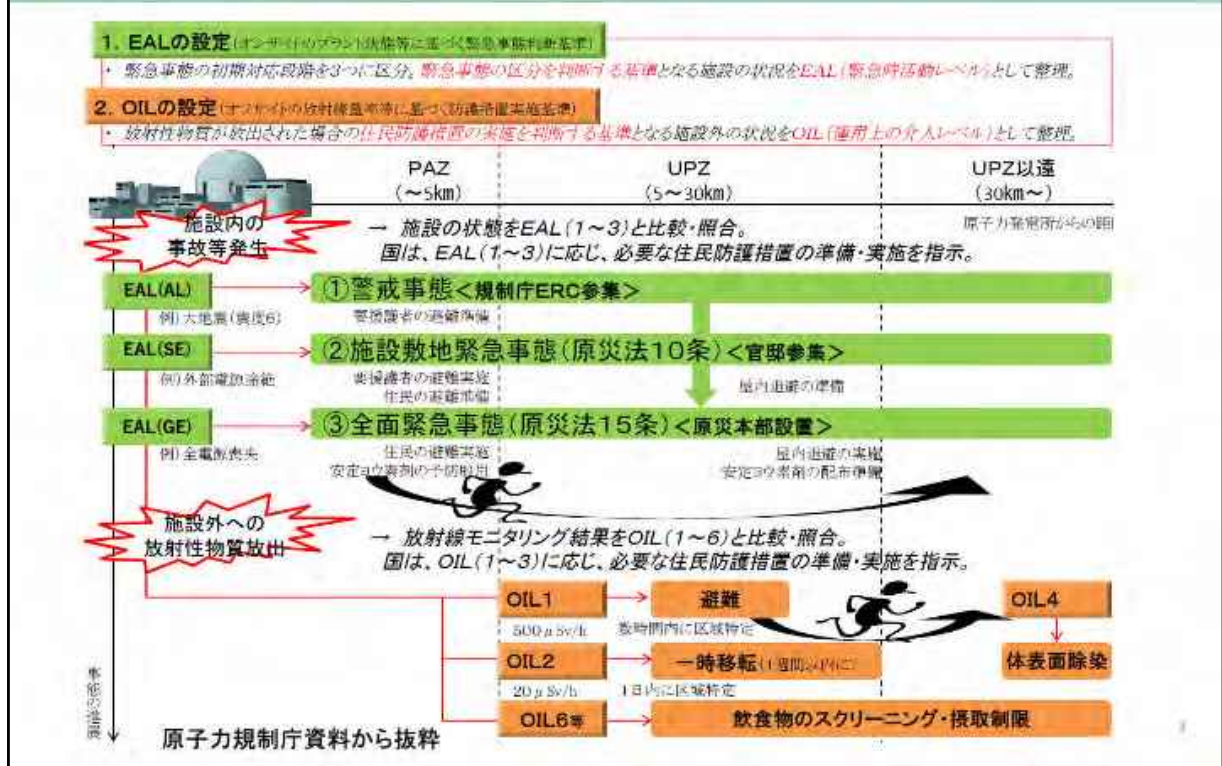 1. EALの設定(オンサイトのプラント状態等に基づく緊急事態判断基準)
・ 緊急事態の初期対応段階を3つに区分。緊急事態の区分を判断する基準となる施設の状況をEAL(緊急時活動レベル)として整理。
2. OILの設定(オフサイトの放射線量率等に基づく防護措置実施基準)
・ 放射性物質が放出された場合の住民防護措置の実施を判断する基準となる施設外の状況をOIL(運用上の介入レベル)として整理。
PAZ
(～5km)
UPZ
(5～30km)
UPZ以遠
(30km～)
原子力発電所からの距
施設内の
事故等発生
→ 施設の状態をEAL(1～3)と比較・照合。
国は、EAL(1～3)に応じ、必要な住民防護措置の準備・実施を指示。
EAL(AL)
①警戒事態<規制庁ERC参集>
例)大地震(震度6)
要援護者の避難準備
EAL(SE)
②施設敷地緊急事態(原災法10条)<官邸参集>
例)外部電源途絶
要援護者の避難実施
住民の避難準備
屋内退避の準備
EAL(GE)
③全面緊急事態(原災法15条)<原災本部設置>
例)全電源喪失
住民の避難実施
安定ヨウ素剤の予防服用
屋内退避の実施
安定ヨウ素剤の配布準備
施設外への
放射性物質放出
→ 放射線モニタリング結果をOIL(1～6)と比較・照合。
国は、OIL(1～3)に応じ、必要な住民防護措置の準備・実施を指示。
OIL1
避難
OIL4
500μSv/h
数時間内に区域特定
OIL2
一時移転(1週間以内に)
体表面除染
20μSv/h
1日内に区域特定
OIL6等
飲食物のスクリーニング・摂取制限
事態の進展
原子力規制庁資料から抜粋